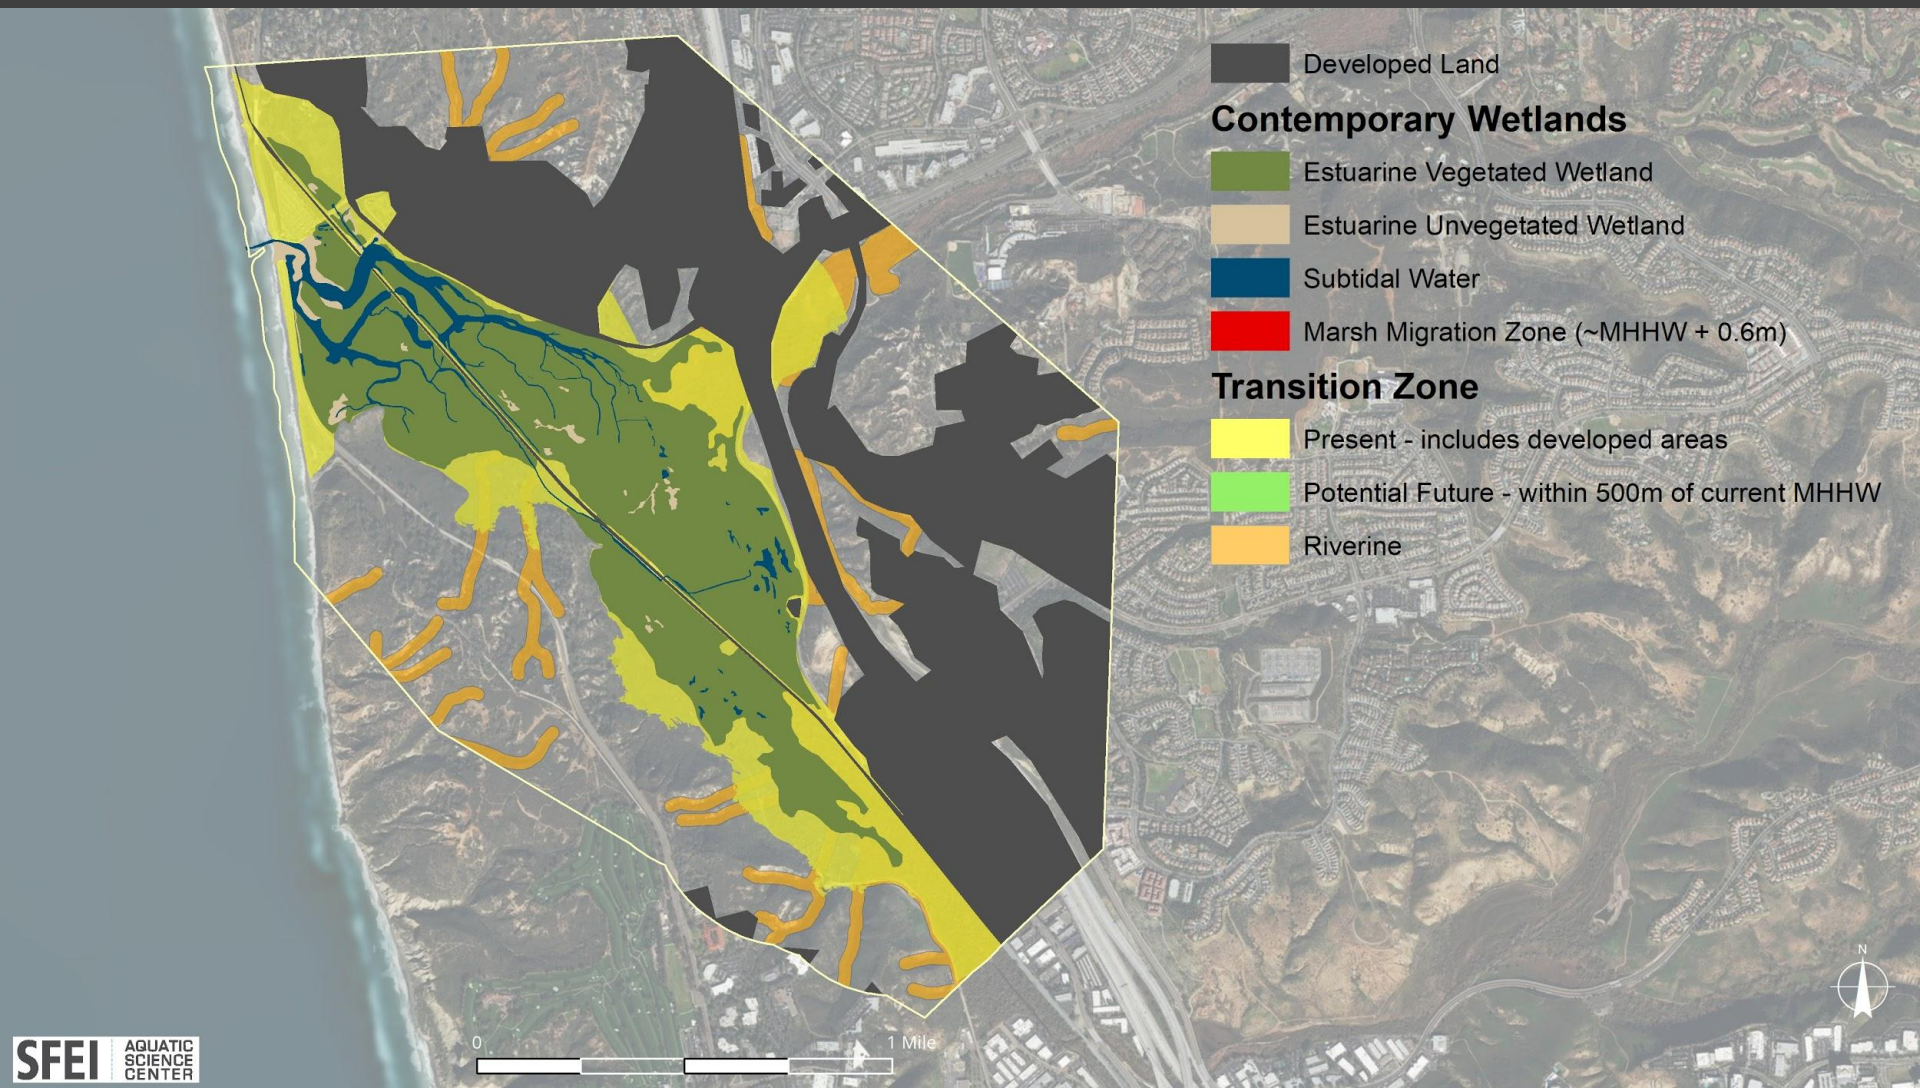 Developed Land
Contemporary Wetlands
Estuarine Vegetated Wetland
Estuarine Unvegetated Wetland
Subtidal Water
Marsh Migration Zone (~MHHW + 0.6m)
Transition Zone
Present - includes developed areas
Potential Future - within 500m of current MHHW
Riverine
N
0
1 Mile
SFEI
AQUATIC
SCIENCE
CENTER